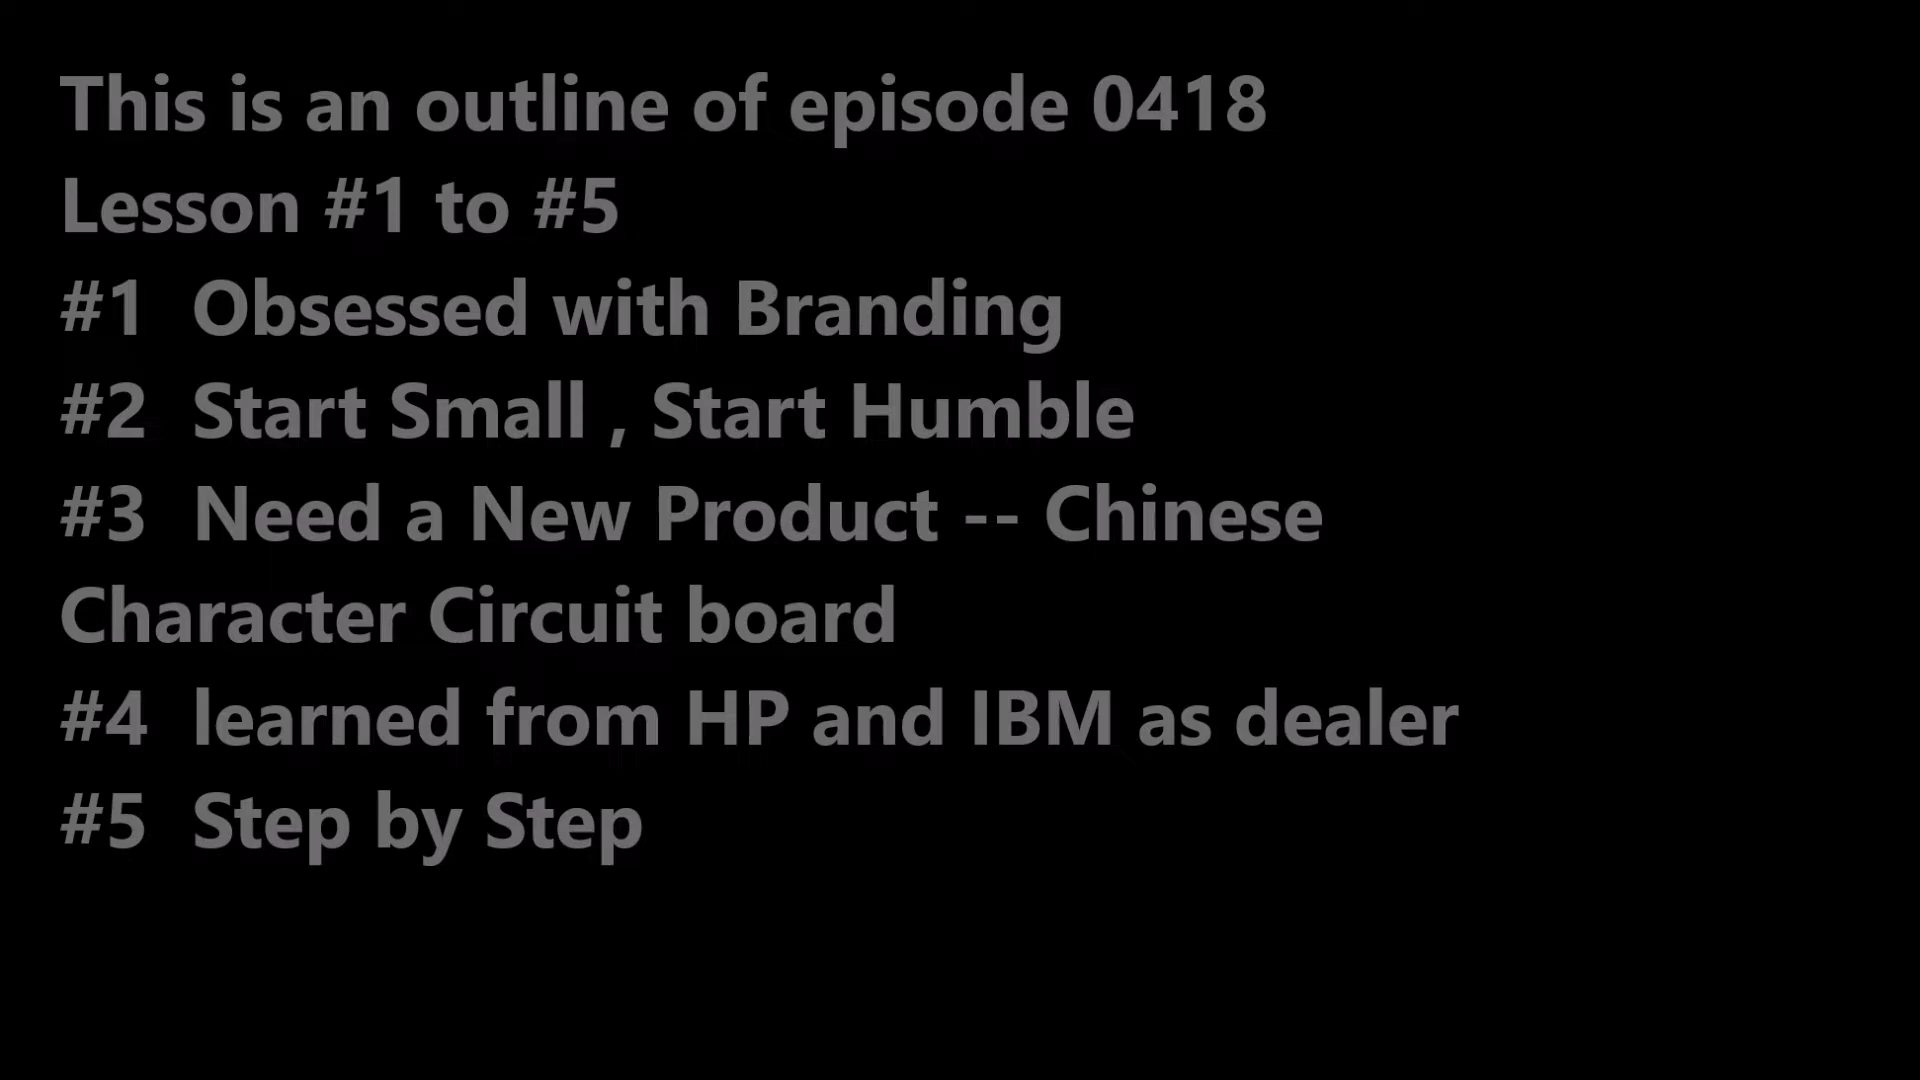 This is an outline of episode 0418
Lesson #1 to #5
#1  Obsessed with Branding
#2  Start Small , Start Humble
#3  Need a New Product -- Chinese
Character Circuit board
#4  learned from HP and IBM as dealer
#5  Step by Step